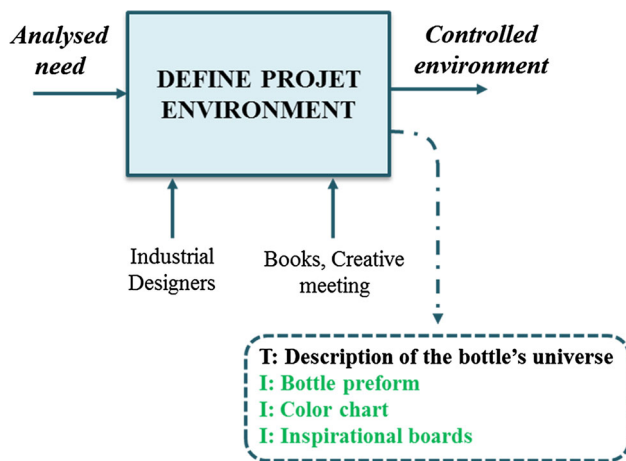 Analysed
need
DEFINE PROJET
ENVIRONMENT
Controlled
environment
Industrial
Designers
Books, Creative
meeting
T: Description of the bottle's universe
I: Bottle preform
I: Color chart
I: Inspirational boards